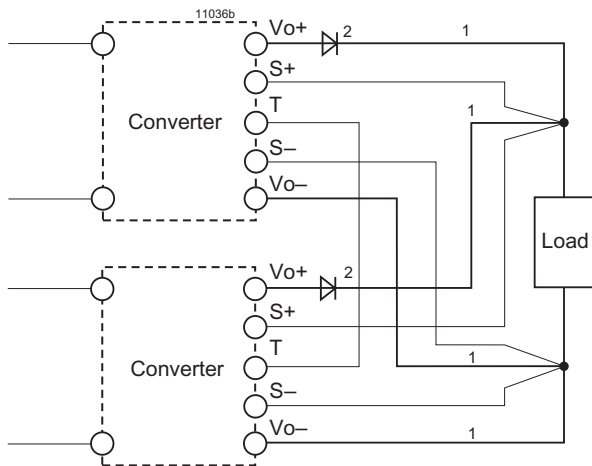 11036b
Vo+
2
1
S+
T
1
Converter
S–
Vo–
Load
Vo+
2
S+
T
1
Converter
S–
Vo–
1